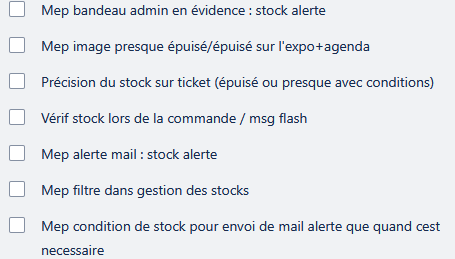 Mep bandeau admin en évidence : stock alerte
Mep image presque épuisé/épuisé sur l'expo+agenda
Précision du stock sur ticket (épuisé ou presque avec conditions)
Vérif stock lors de la commande / msg flash
Mep alerte mail : stock alerte
Mep filtre dans gestion des stocks
Mep condition de stock pour envoi de mail alerte que quand cest
necessaire